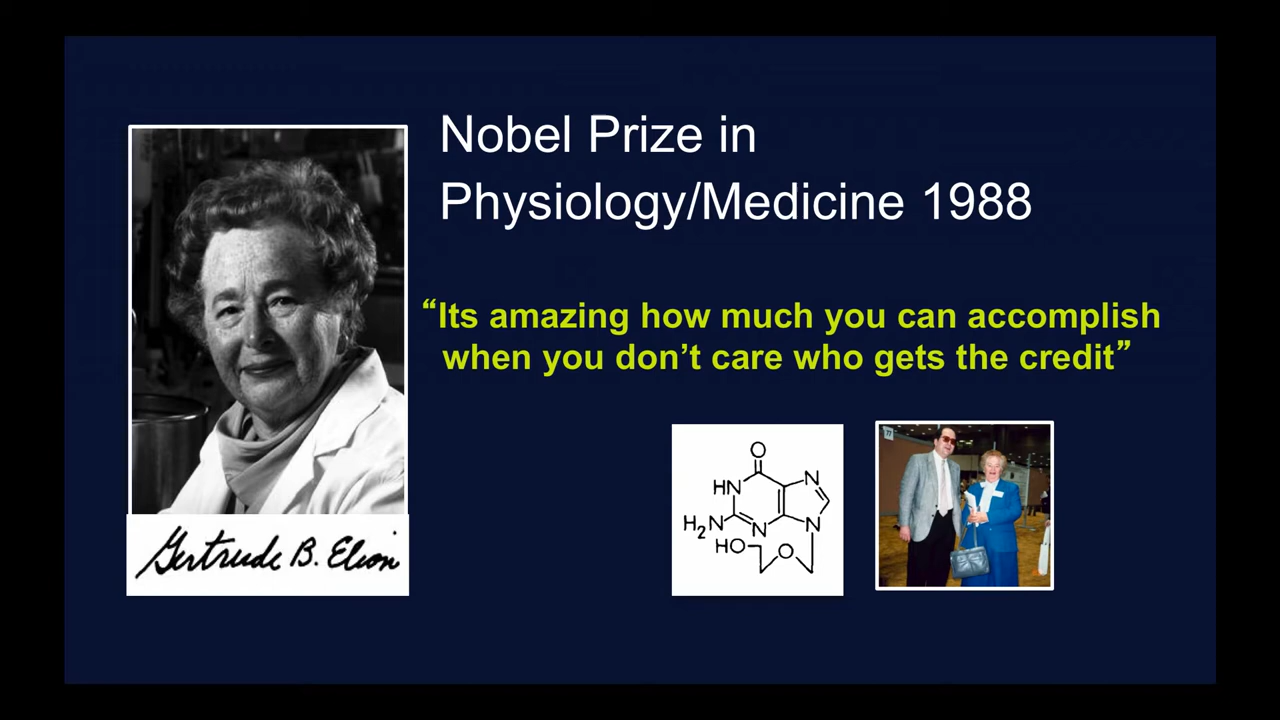 Nobel Prize in
Physiology/Medicine 1988
“Its amazing how much you can accomplish
when you don’t care who gets the credit”
Gertrude B. Elion
O
HN
N
H2N
N
N
HO
O
77